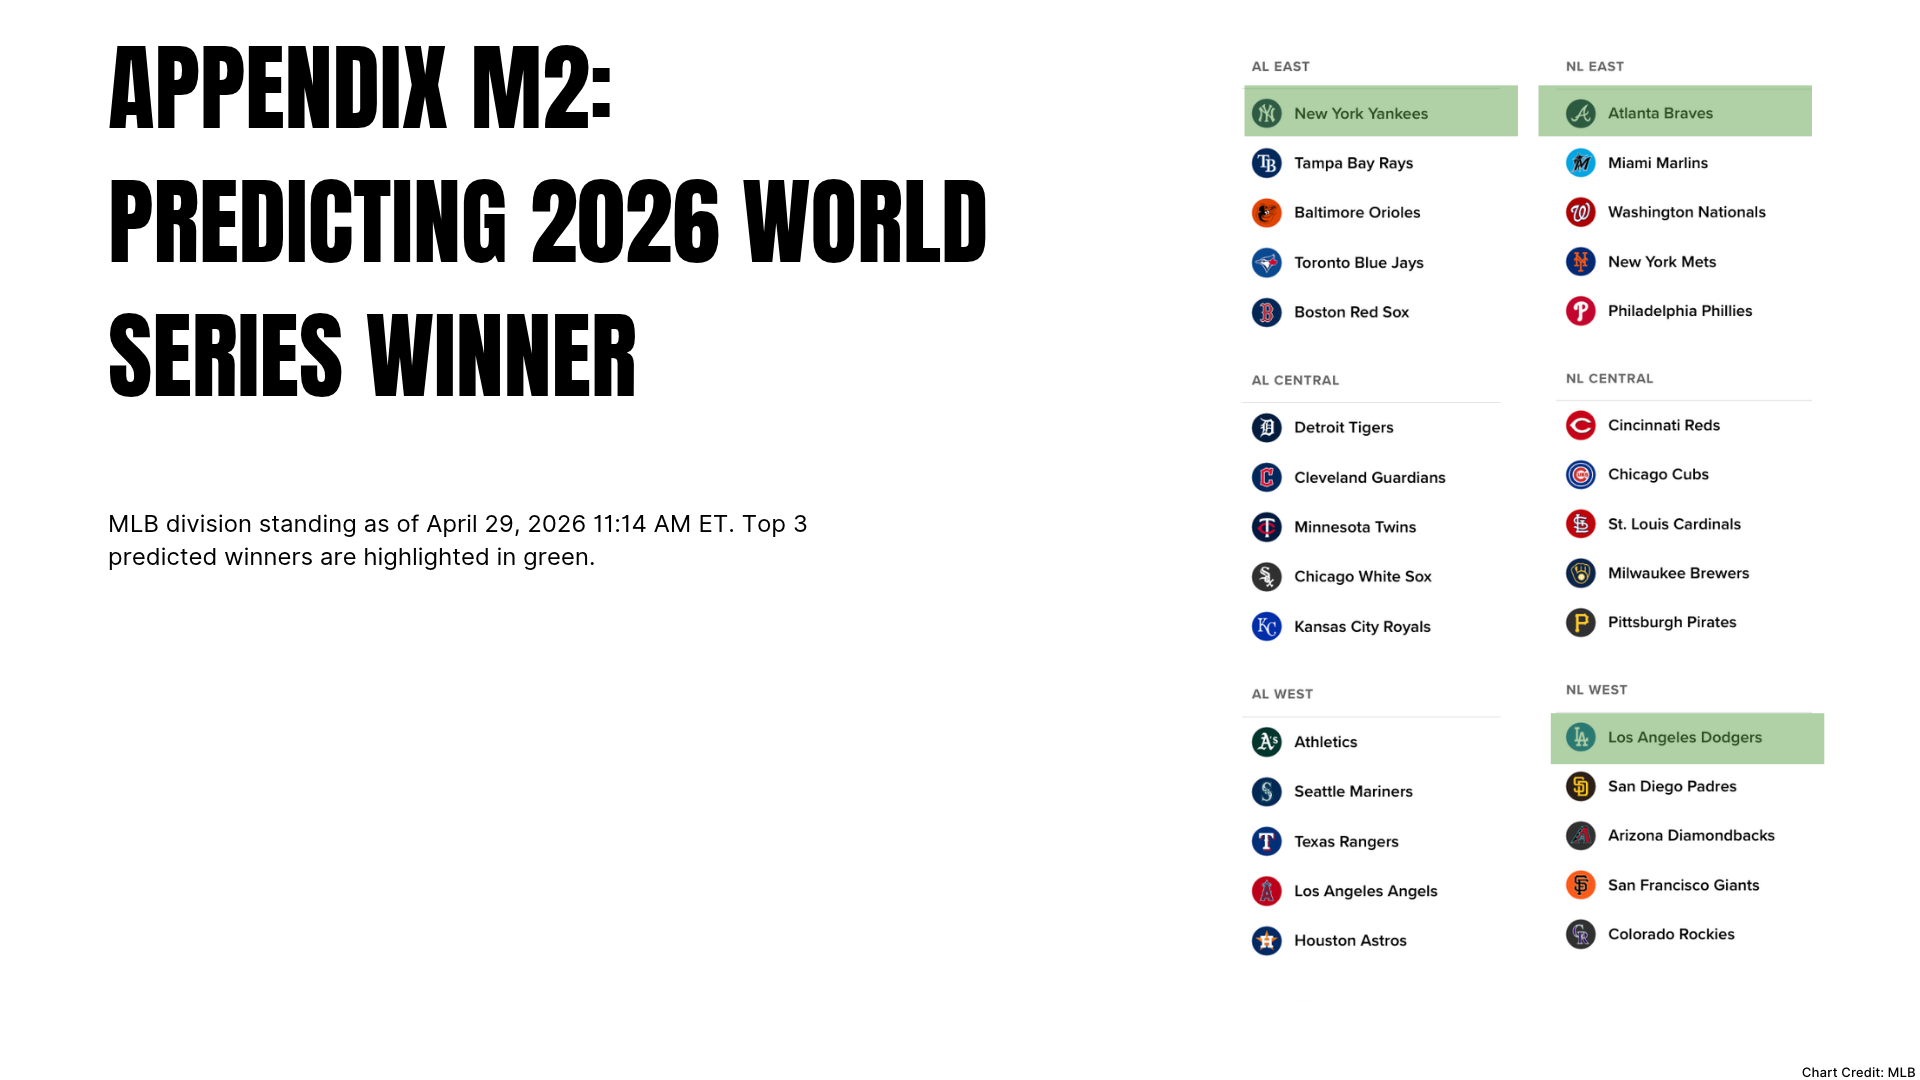 APPENDIX M2:
PREDICTING 2026 WORLD
SERIES WINNER
MLB division standing as of April 29, 2026 11:14 AM ET. Top 3
predicted winners are highlighted in green.
AL EAST
New York Yankees
Tampa Bay Rays
Baltimore Orioles
Toronto Blue Jays
Boston Red Sox
AL CENTRAL
Detroit Tigers
Cleveland Guardians
Minnesota Twins
Chicago White Sox
Kansas City Royals
AL WEST
Athletics
Seattle Mariners
Texas Rangers
Los Angeles Angels
Houston Astros
NL EAST
Atlanta Braves
Miami Marlins
Washington Nationals
New York Mets
Philadelphia Phillies
NL CENTRAL
Cincinnati Reds
Chicago Cubs
St. Louis Cardinals
Milwaukee Brewers
Pittsburgh Pirates
NL WEST
Los Angeles Dodgers
San Diego Padres
Arizona Diamondbacks
San Francisco Giants
Colorado Rockies
Chart Credit: MLB